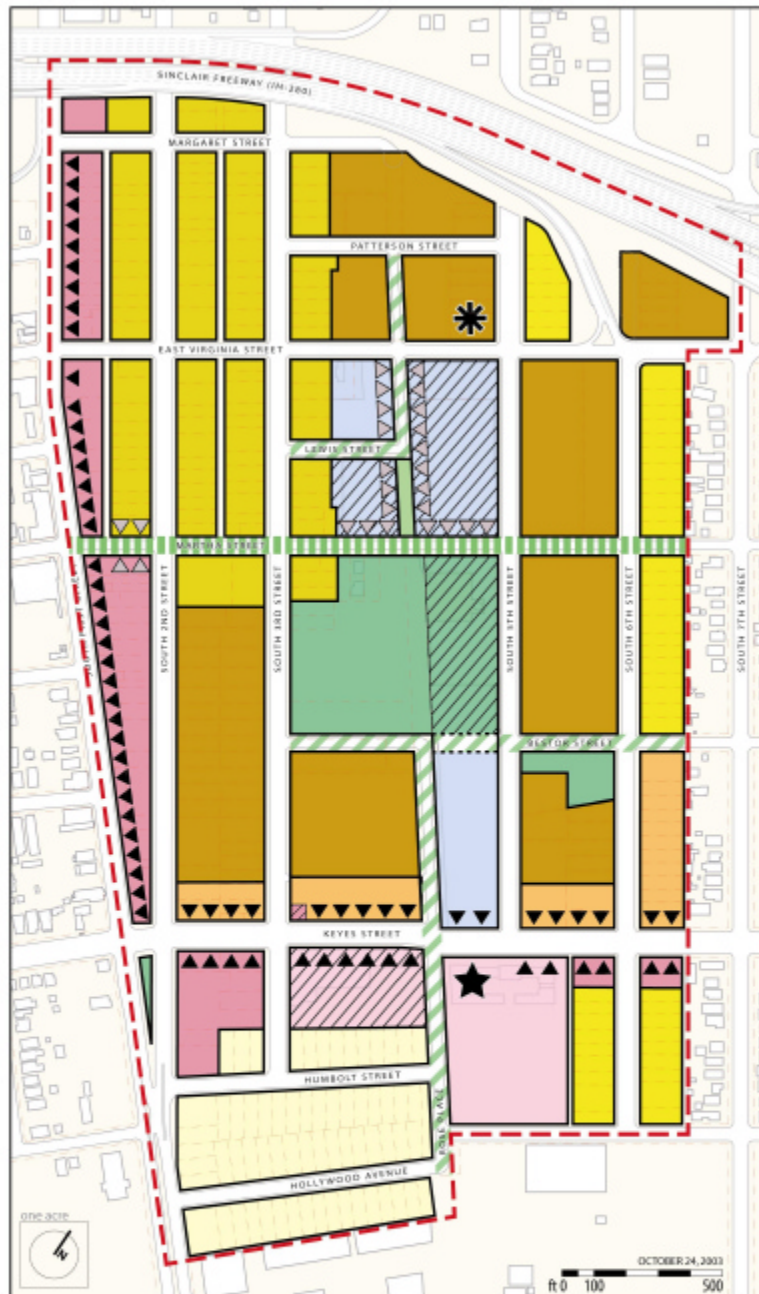 SINCLAIR FREEWAY (IH-280)
MARGARET STREET
PATTERSON STREET
EAST VIRGINIA STREET
LEWIS STREET
MARTHA STREET
SOUTH 2ND STREET
SOUTH 3RD STREET
SOUTH 5TH STREET
SOUTH 6TH STREET
SOUTH 7TH STREET
BESTOR STREET
KEYES STREET
HUMBOLT STREET
HOLLYWOOD AVENUE
one acre
N
OCTOBER 24, 2003
ft 0 100 500